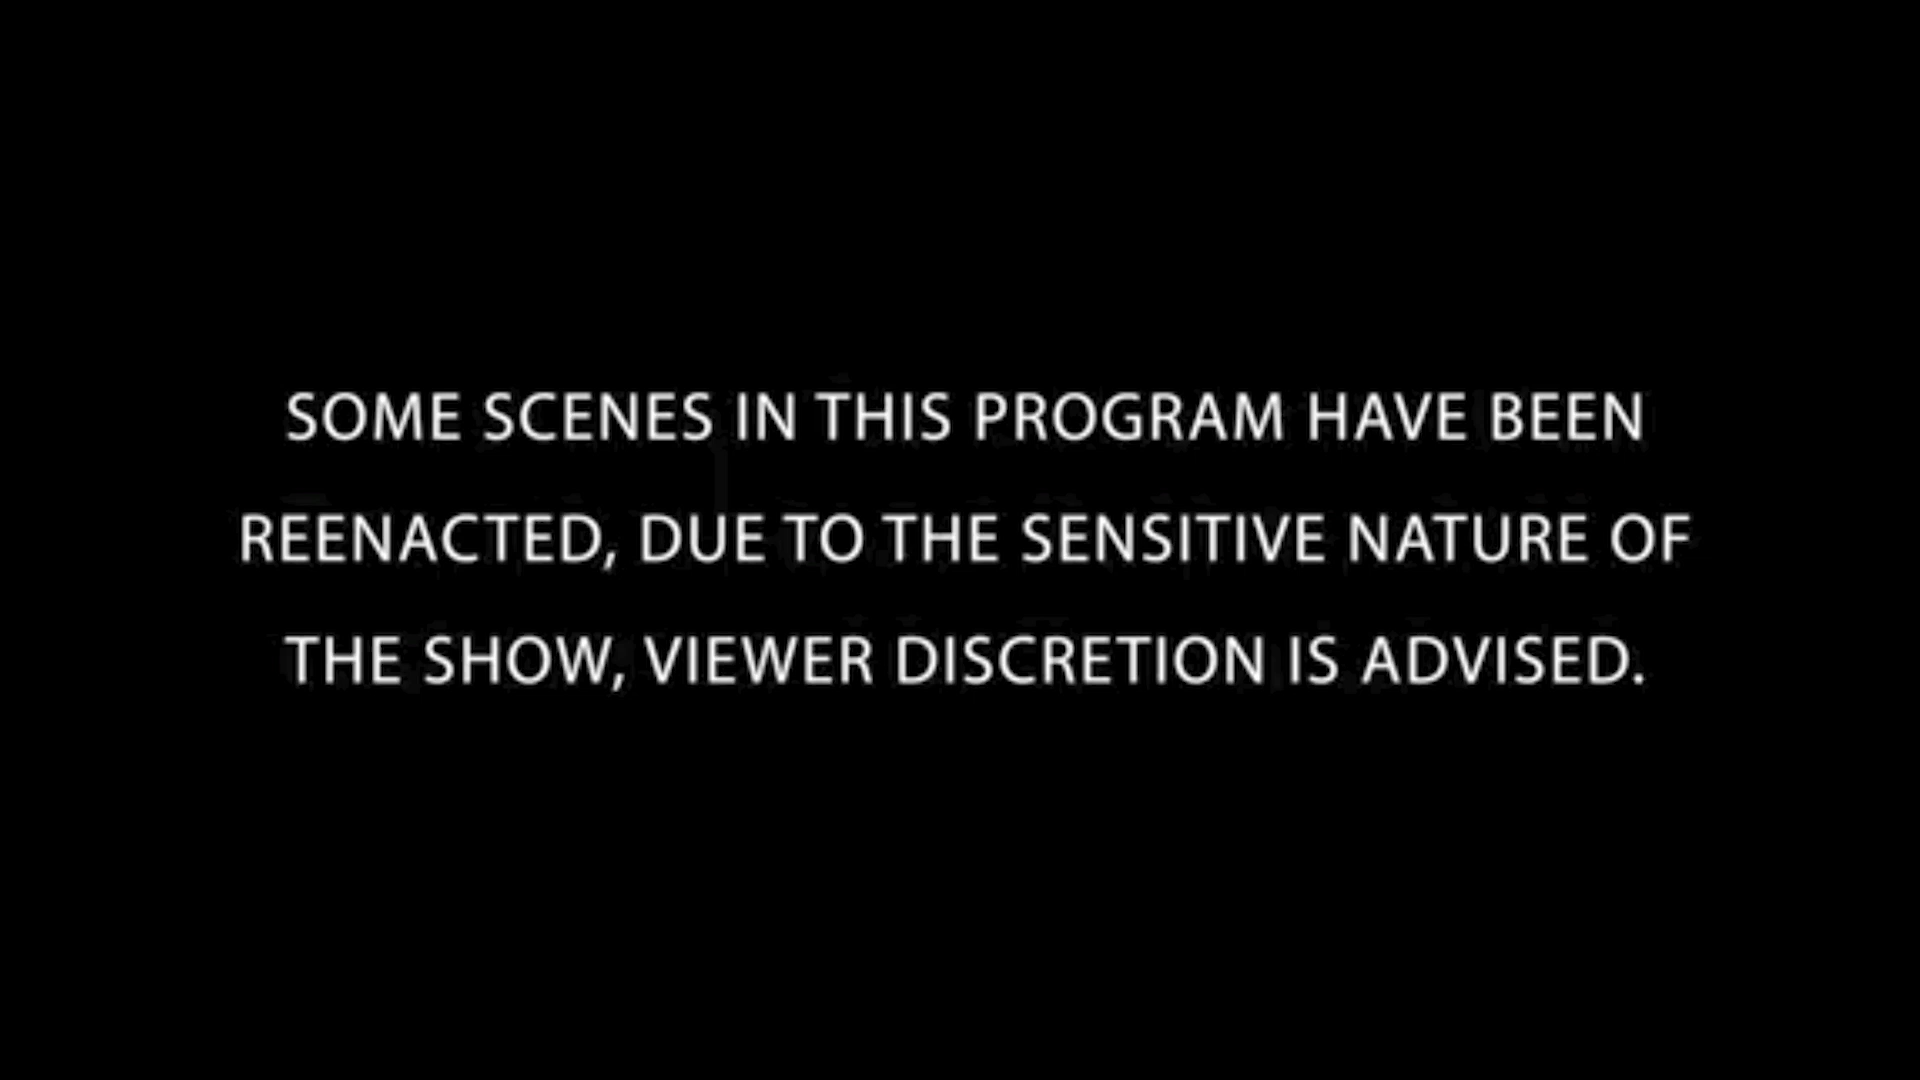 SOME SCENES IN THIS PROGRAM HAVE BEEN
REENACTED, DUE TO THE SENSITIVE NATURE OF
THE SHOW, VIEWER DISCRETION IS ADVISED.